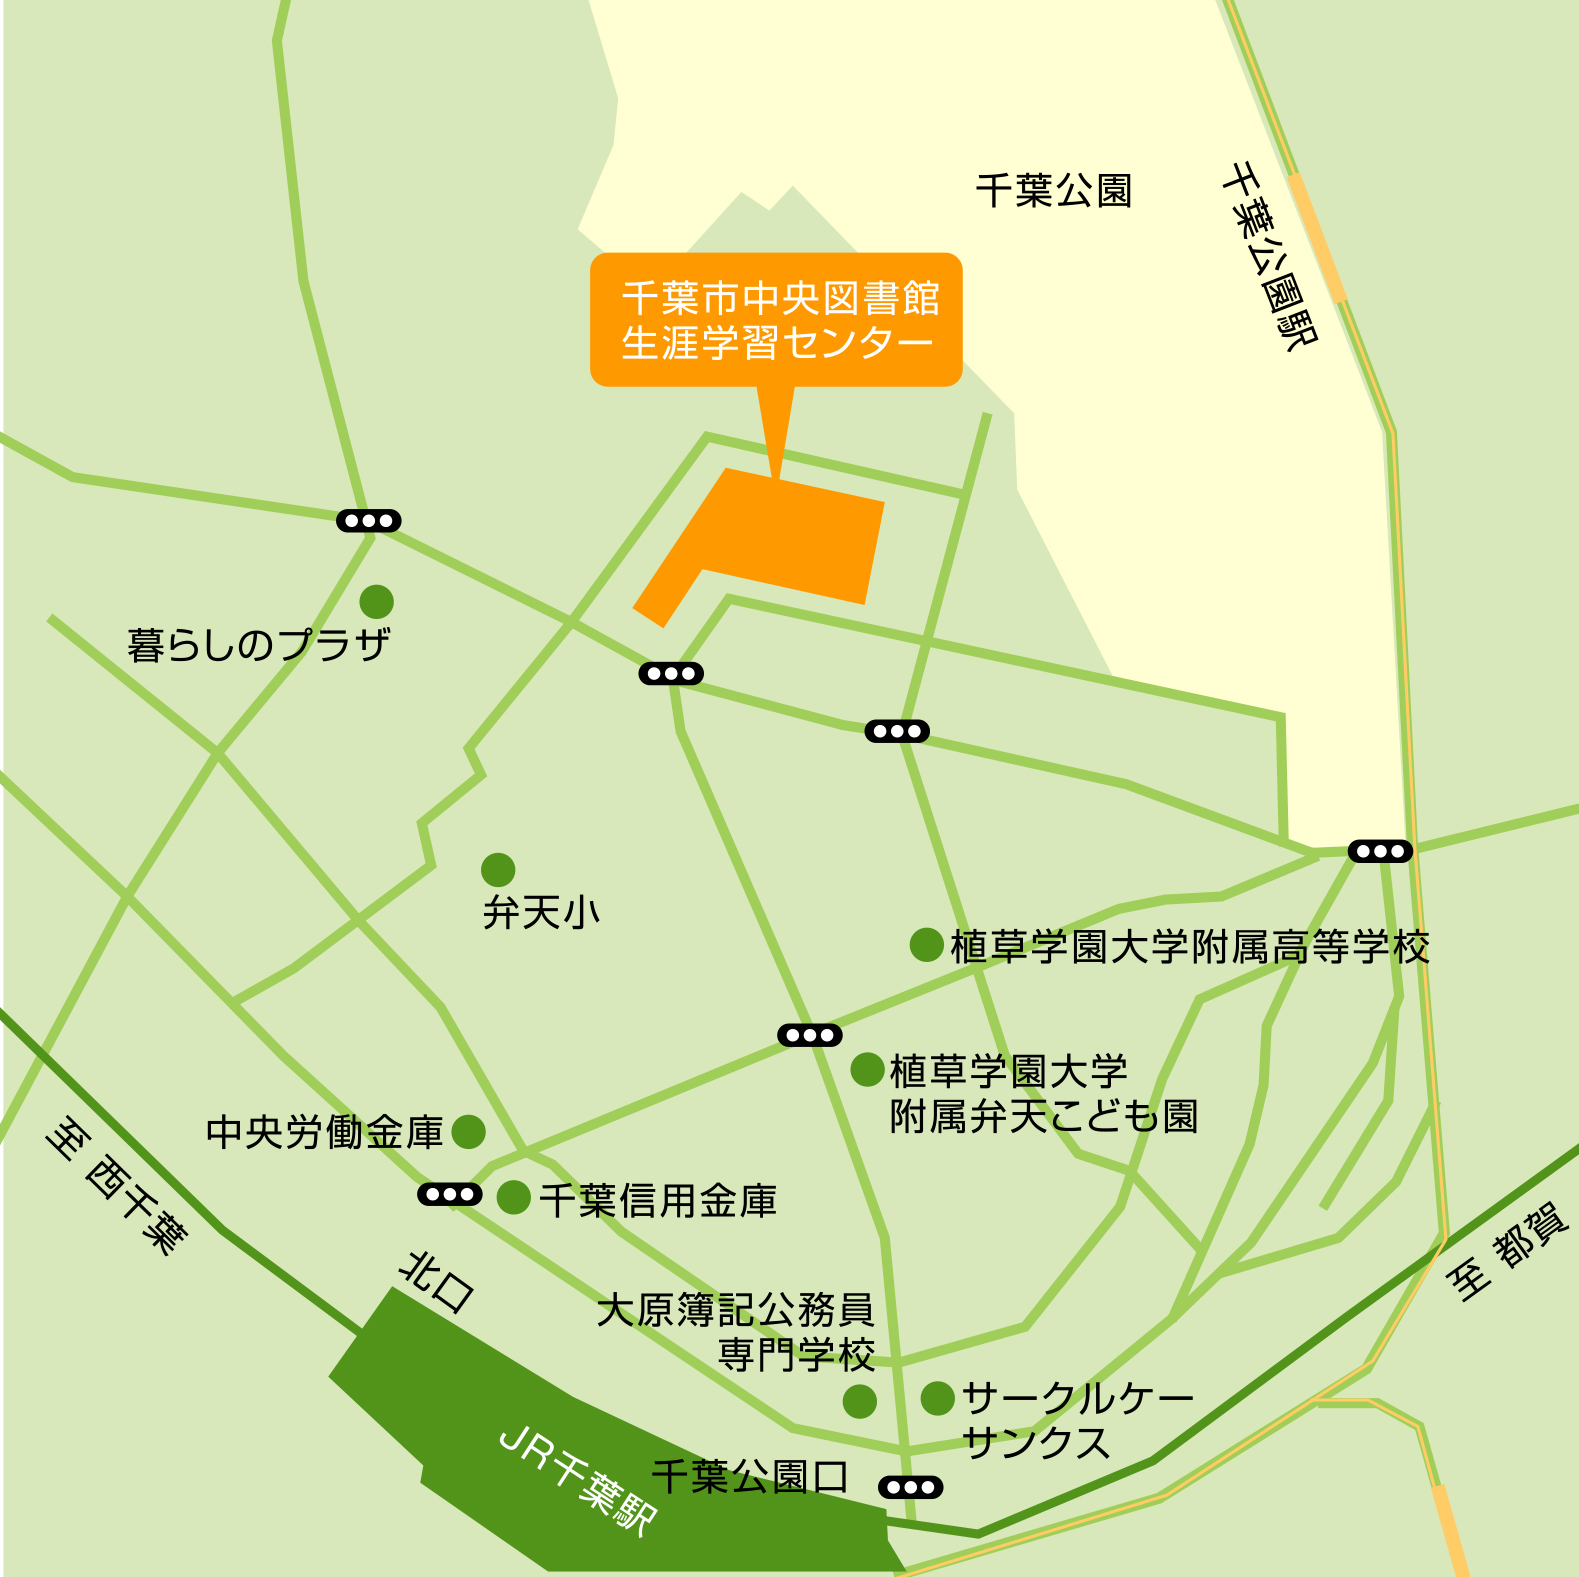 千葉公園
千葉公園駅
千葉市中央図書館
生涯学習センター
暮らしのプラザ
弁天小
植草学園大学附属高等学校
植草学園大学
附属弁天こども園
中央労働金庫
千葉信用金庫
至 西千葉
至 都賀
北口
大原簿記公務員
専門学校
サークルケー
サンクス
千葉公園口
JR千葉駅